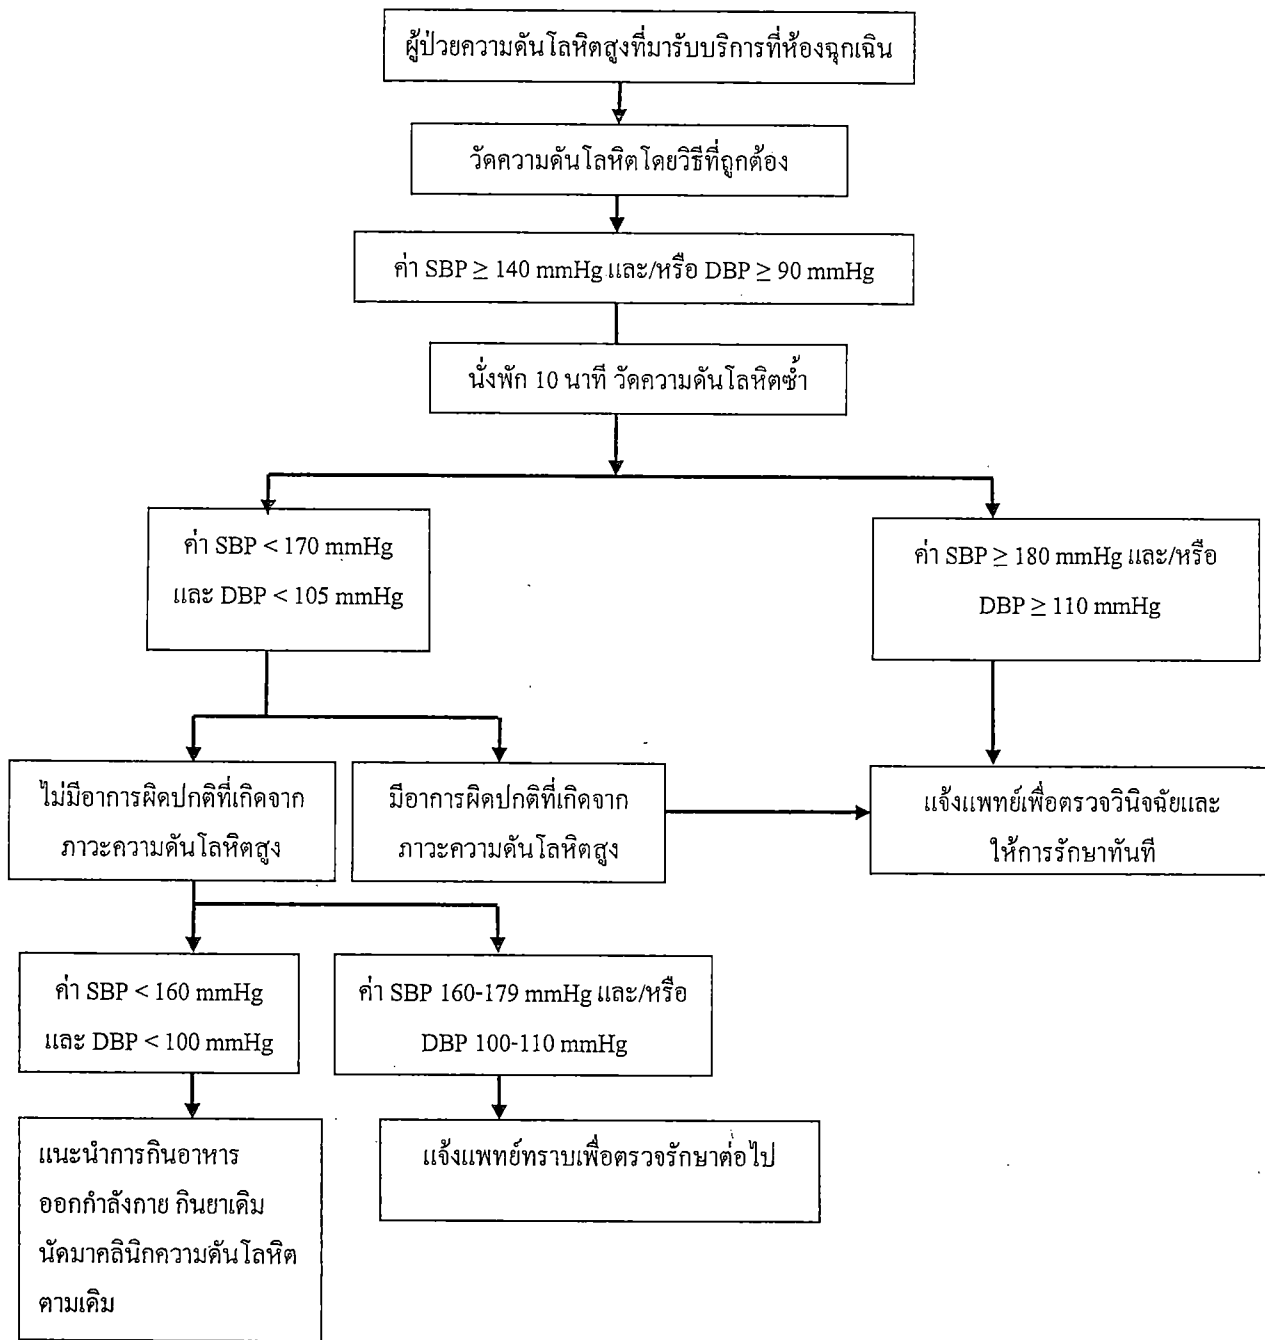 ผู้ป่วยความดันโลหิตสูงที่มารับบริการที่ห้องฉุกเฉิน
วัดความดันโลหิตโดยวิธีที่ถูกต้อง
ค่า SBP ≥ 140 mmHg และ/หรือ DBP ≥ 90 mmHg
นั่งพัก 10 นาที วัดความดันโลหิตซ้ำ
ค่า SBP < 170 mmHg
และ DBP < 105 mmHg
ค่า SBP ≥ 180 mmHg และ/หรือ
DBP ≥ 110 mmHg
ไม่มีอาการผิดปกติที่เกิดจาก
ภาวะความดันโลหิตสูง
มีอาการผิดปกติที่เกิดจาก
ภาวะความดันโลหิตสูง
แจ้งแพทย์เพื่อตรวจวินิจฉัยและ
ให้การรักษาทันที
ค่า SBP < 160 mmHg
และ DBP < 100 mmHg
ค่า SBP 160-179 mmHg และ/หรือ
DBP 100-110 mmHg
แนะนำการกินอาหาร
ออกกำลังกาย กินยาเดิม
นัดมาคลินิกความดันโลหิต
ตามเดิม
แจ้งแพทย์ทราบเพื่อตรวจรักษาต่อไป